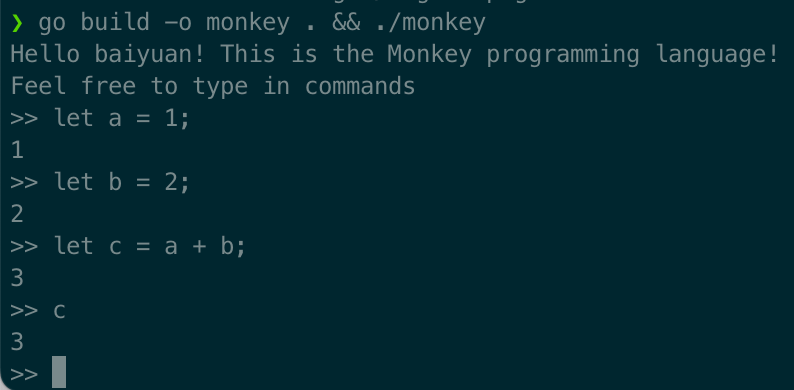 ❯ go build -o monkey . && ./monkey
Hello baiyuan! This is the Monkey programming language!
Feel free to type in commands
>> let a = 1;
1
>> let b = 2;
2
>> let c = a + b;
3
>> c
3
>>